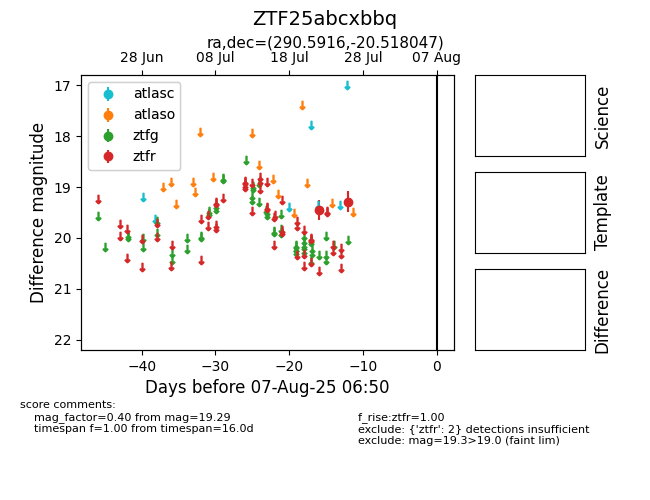 ZTF25abcxbbq
ra,dec=(290.5916,-20.518047)
28 Jun 08 Jul 18 Jul 28 Jul 07 Aug
17
18
19
20
21
22
Difference magnitude
atlasc
atlaso
ztfg
ztfr
−40 −30 −20 −10 0
Days before 07-Aug-25 06:50
Science
Template
Difference
score comments:
mag_factor=0.40 from mag=19.29
timespan f=1.00 from timespan=16.0d
f_rise:ztfr=1.00
exclude: {'ztfr': 2} detections insufficient
exclude: mag=19.3>19.0 (faint lim)